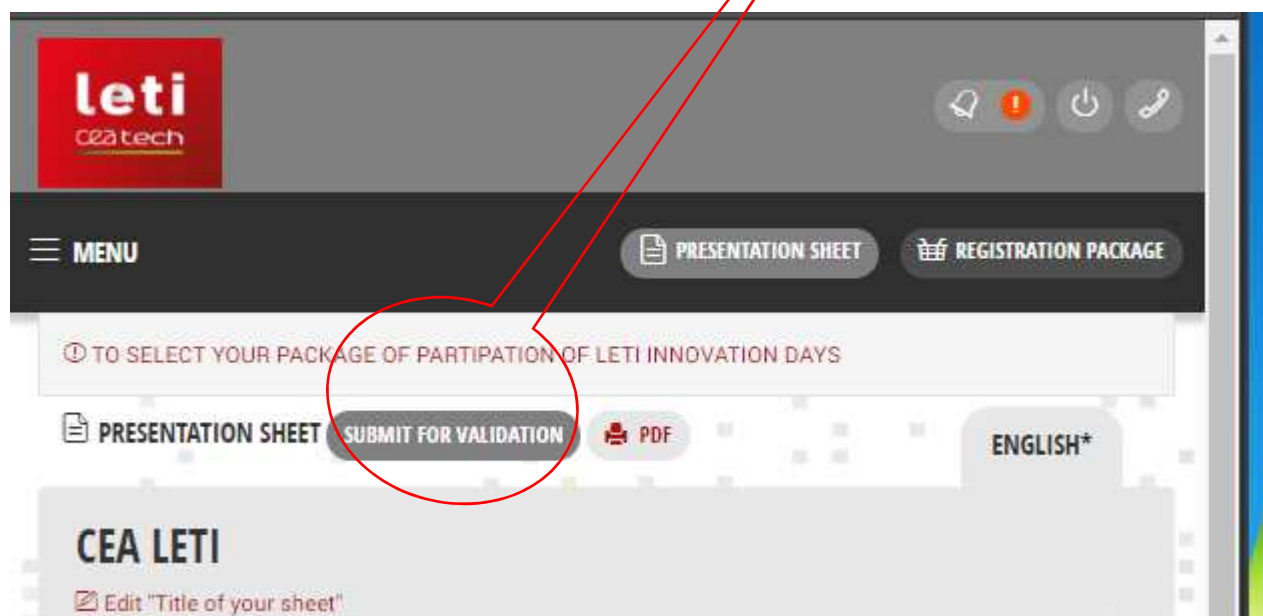 leti
ceatech
!
MENU
PRESENTATION SHEET
REGISTRATION PACKAGE
TO SELECT YOUR PACKAGE OF PARTIPATION OF LETI INNOVATION DAYS
PRESENTATION SHEET SUBMIT FOR VALIDATION PDF
ENGLISH*
CEA LETI
Edit "Title of your sheet"